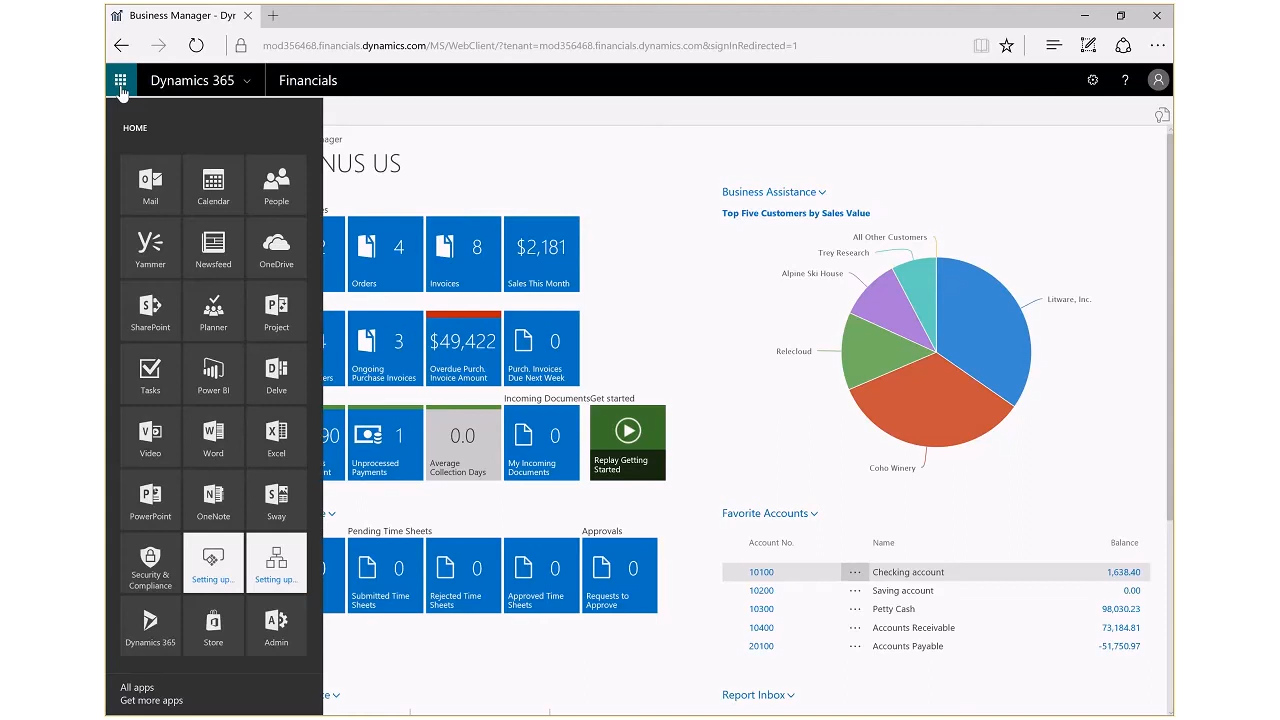 Business Manager - Dyr
mod356468.financials.dynamics.com/MS/WebClient/?tenant=mod356468.financials.dynamics.com&signInRedirected=1
Dynamics 365
Financials
?
HOME
Mail
Calendar
People
Yammer
Newsfeed
OneDrive
SharePoint
Planner
Project
Tasks
Power BI
Delve
Video
Word
Excel
PowerPoint
OneNote
Sway
Security &
Compliance
Setting up...
Setting up...
Dynamics 365
Store
Admin
All apps
Get more apps
ager
NUS US
es
4
Orders
8
Invoices
$2,181
Sales This Month
ers
3
Ongoing
Purchase Invoices
$49,422
Overdue Purch.
Invoice Amount
0
Purch. Invoices
Due Next Week
Incoming Documents
Get started
90
nt
1
Unprocessed
Payments
0.0
Average
Collection Days
0
My Incoming
Documents
Replay Getting
Started
e
Pending Time Sheets
Approvals
0
Submitted Time
Sheets
0
Rejected Time
Sheets
0
Approved Time
Sheets
0
Requests to
Approve
ce
Business Assistance
Top Five Customers by Sales Value
All Other Customers
Trey Research
Alpine Ski House
Litware, Inc.
Relecloud
Coho Winery
Favorite Accounts
Account No. Name Balance
10100 ... Checking account 1,638.40
10200 ... Saving account 0.00
10300 ... Petty Cash 98,030.23
10400 ... Accounts Receivable 73,184.81
20100 ... Accounts Payable -51,750.97
Report Inbox